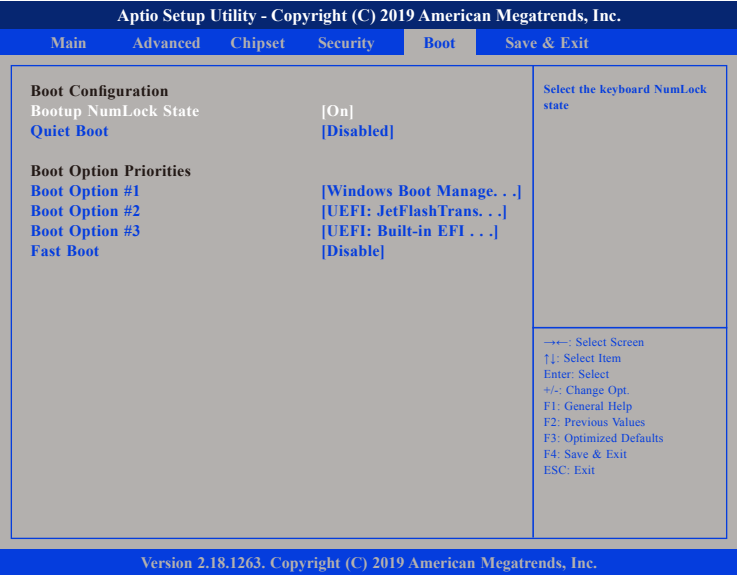 Aptio Setup Utility - Copyright (C) 2019 American Megatrends, Inc.
Main Advanced Chipset Security Boot Save & Exit
Boot Configuration
Bootup NumLock State [On]
Quiet Boot [Disabled]
Boot Option Priorities
Boot Option #1 [Windows Boot Manage. . .]
Boot Option #2 [UEFI: JetFlashTrans. . .]
Boot Option #3 [UEFI: Built-in EFI . . .]
Fast Boot [Disable]
Select the keyboard NumLock
state
→←: Select Screen
↑↓: Select Item
Enter: Select
+/-: Change Opt.
F1: General Help
F2: Previous Values
F3: Optimized Defaults
F4: Save & Exit
ESC: Exit
Version 2.18.1263. Copyright (C) 2019 American Megatrends, Inc.